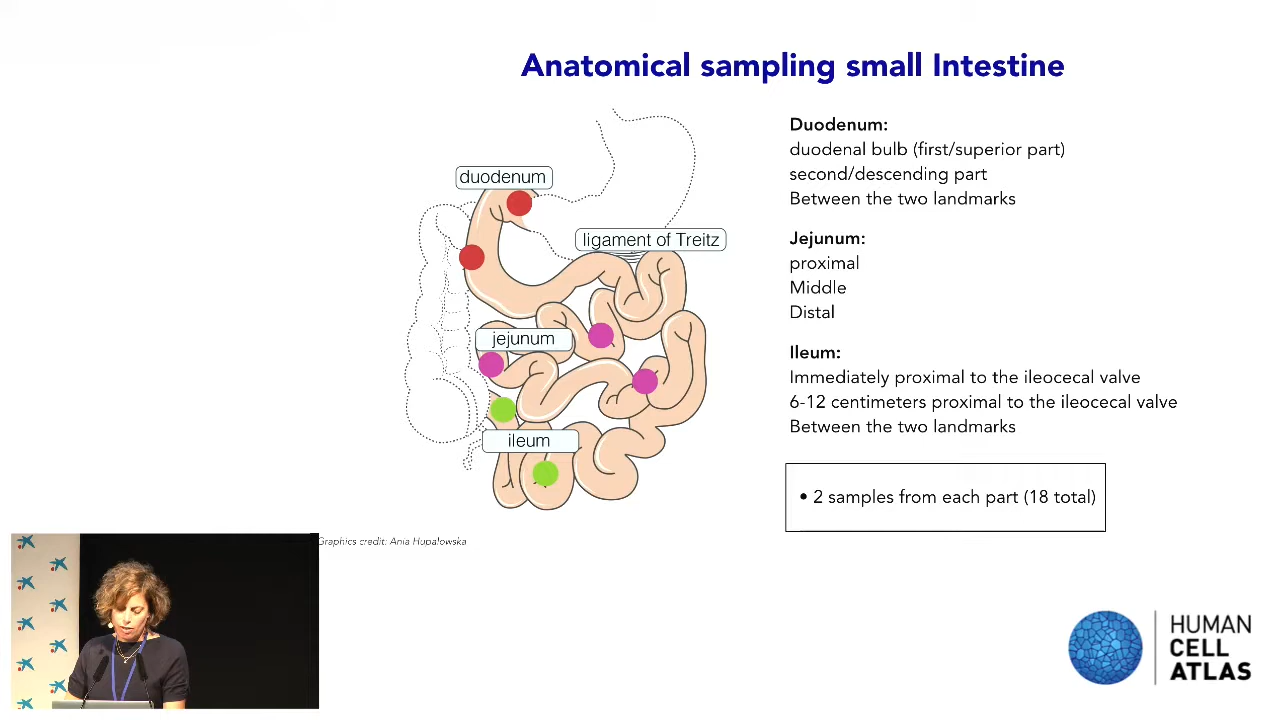 Anatomical sampling small Intestine
duodenum
ligament of Treitz
jejunum
ileum
Duodenum:
duodenal bulb (first/superior part)
second/descending part
Between the two landmarks
Jejunum:
proximal
Middle
Distal
Ileum:
Immediately proximal to the ileocecal valve
6-12 centimeters proximal to the ileocecal valve
Between the two landmarks
• 2 samples from each part (18 total)
Graphics credit: Ania Hupalowska
HUMAN
CELL
ATLAS